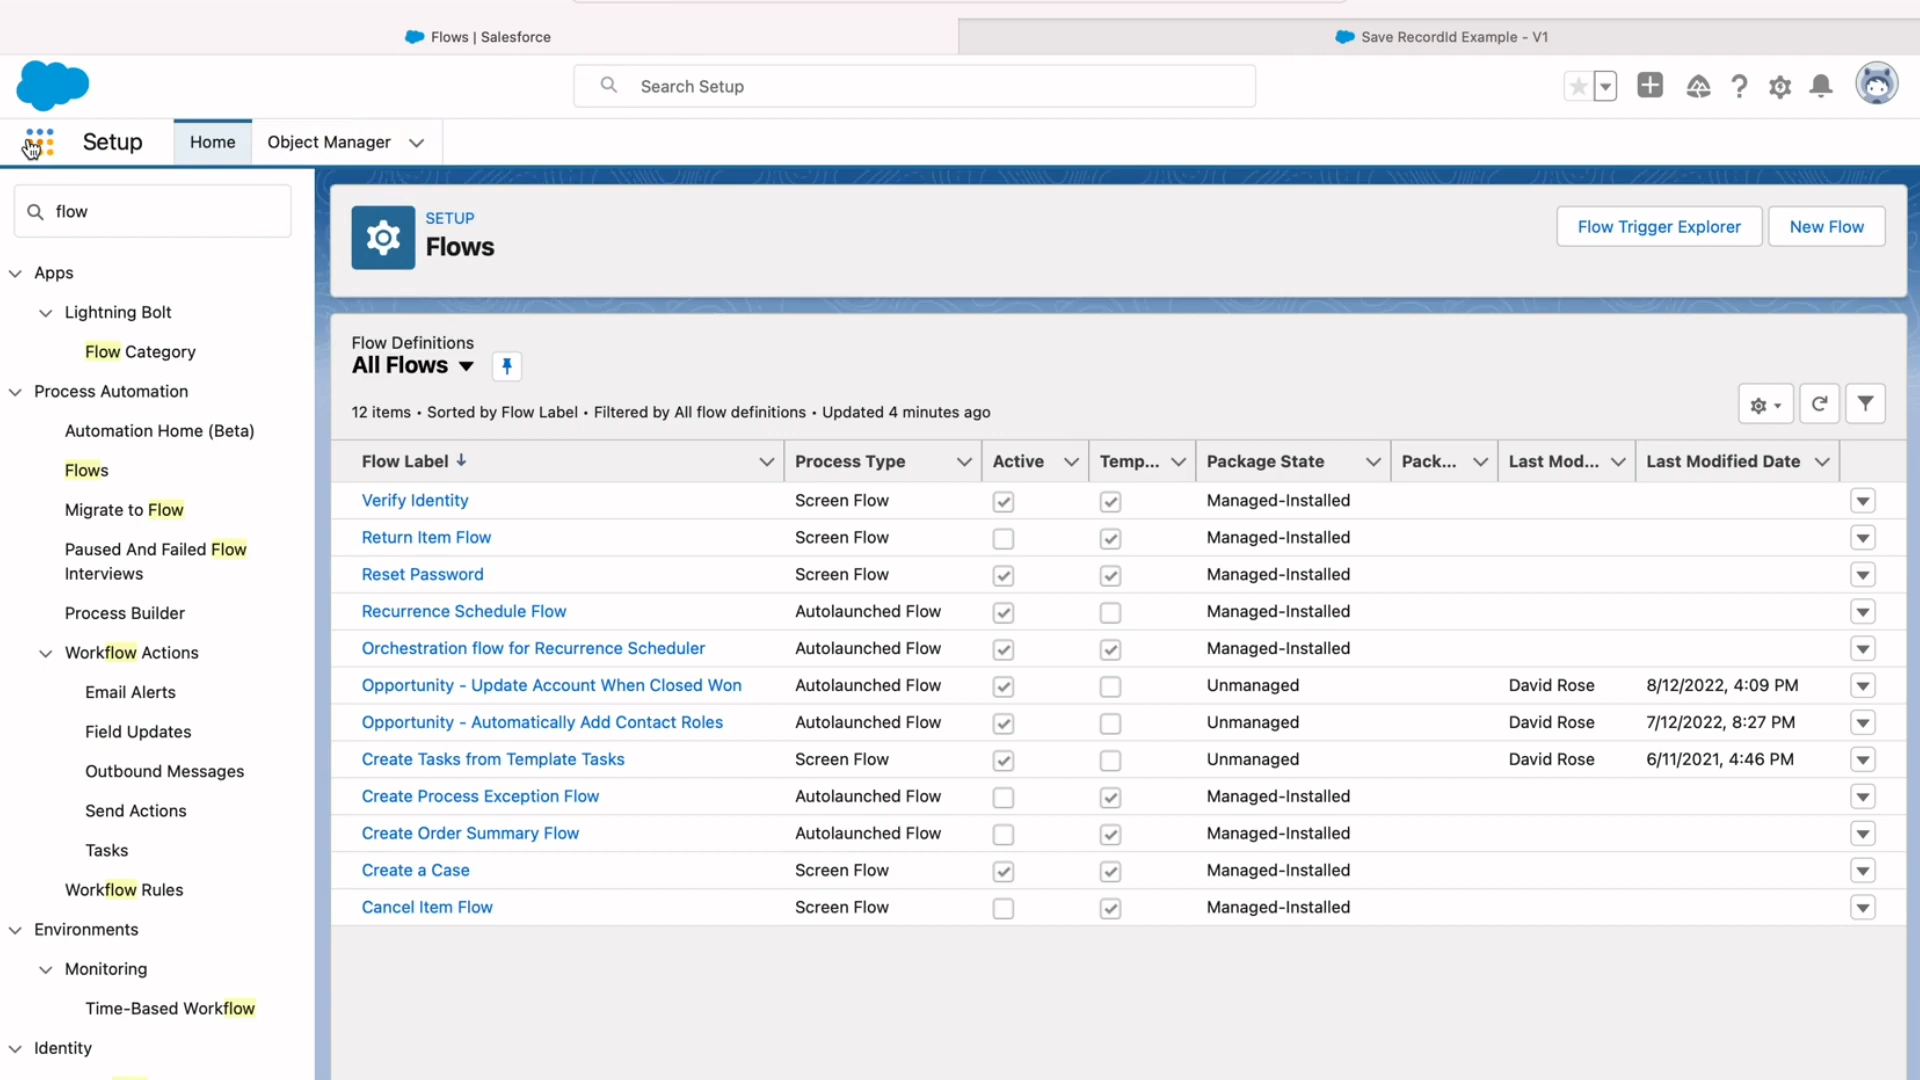 Flows | Salesforce
Save RecordId Example - V1
Search Setup
Setup
Home
Object Manager
flow
Apps
Lightning Bolt
Flow Category
Process Automation
Automation Home (Beta)
Flows
Migrate to Flow
Paused And Failed Flow
Interviews
Process Builder
Workflow Actions
Email Alerts
Field Updates
Outbound Messages
Send Actions
Tasks
Workflow Rules
Environments
Monitoring
Time-Based Workflow
Identity
SETUP
Flows
Flow Trigger Explorer
New Flow
Flow Definitions
All Flows
12 items • Sorted by Flow Label • Filtered by All flow definitions • Updated 4 minutes ago
Flow Label Process Type Active Temp... Package State Pack... Last Mod... Last Modified Date
Verify Identity Screen Flow Managed-Installed
Return Item Flow Screen Flow Managed-Installed
Reset Password Screen Flow Managed-Installed
Recurrence Schedule Flow Autolaunched Flow Managed-Installed
Orchestration flow for Recurrence Scheduler Autolaunched Flow Managed-Installed
Opportunity - Update Account When Closed Won Autolaunched Flow Unmanaged David Rose 8/12/2022, 4:09 PM
Opportunity - Automatically Add Contact Roles Autolaunched Flow Unmanaged David Rose 7/12/2022, 8:27 PM
Create Tasks from Template Tasks Screen Flow Unmanaged David Rose 6/11/2021, 4:46 PM
Create Process Exception Flow Autolaunched Flow Managed-Installed
Create Order Summary Flow Autolaunched Flow Managed-Installed
Create a Case Screen Flow Managed-Installed
Cancel Item Flow Screen Flow Managed-Installed